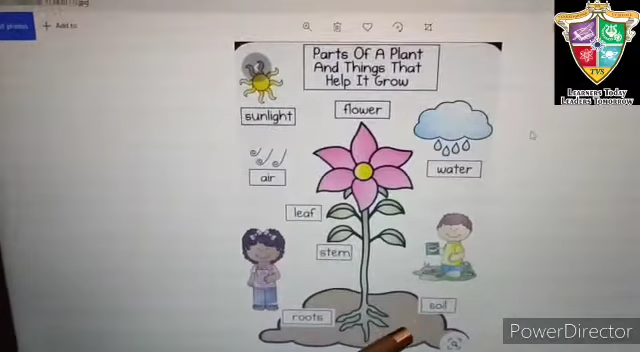 Add to
Parts Of A Plant
And Things That
Help It Grow
sunlight
flower
air
water
leaf
stem
roots
soil
TVS
Learners Today
Leaders Tomorrow
PowerDirector